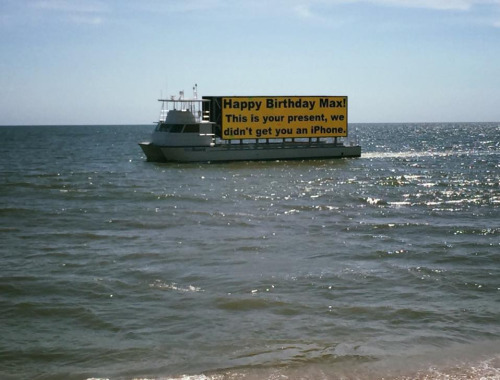 Happy Birthday Max!
This is your present, we
didn't get you an iPhone.